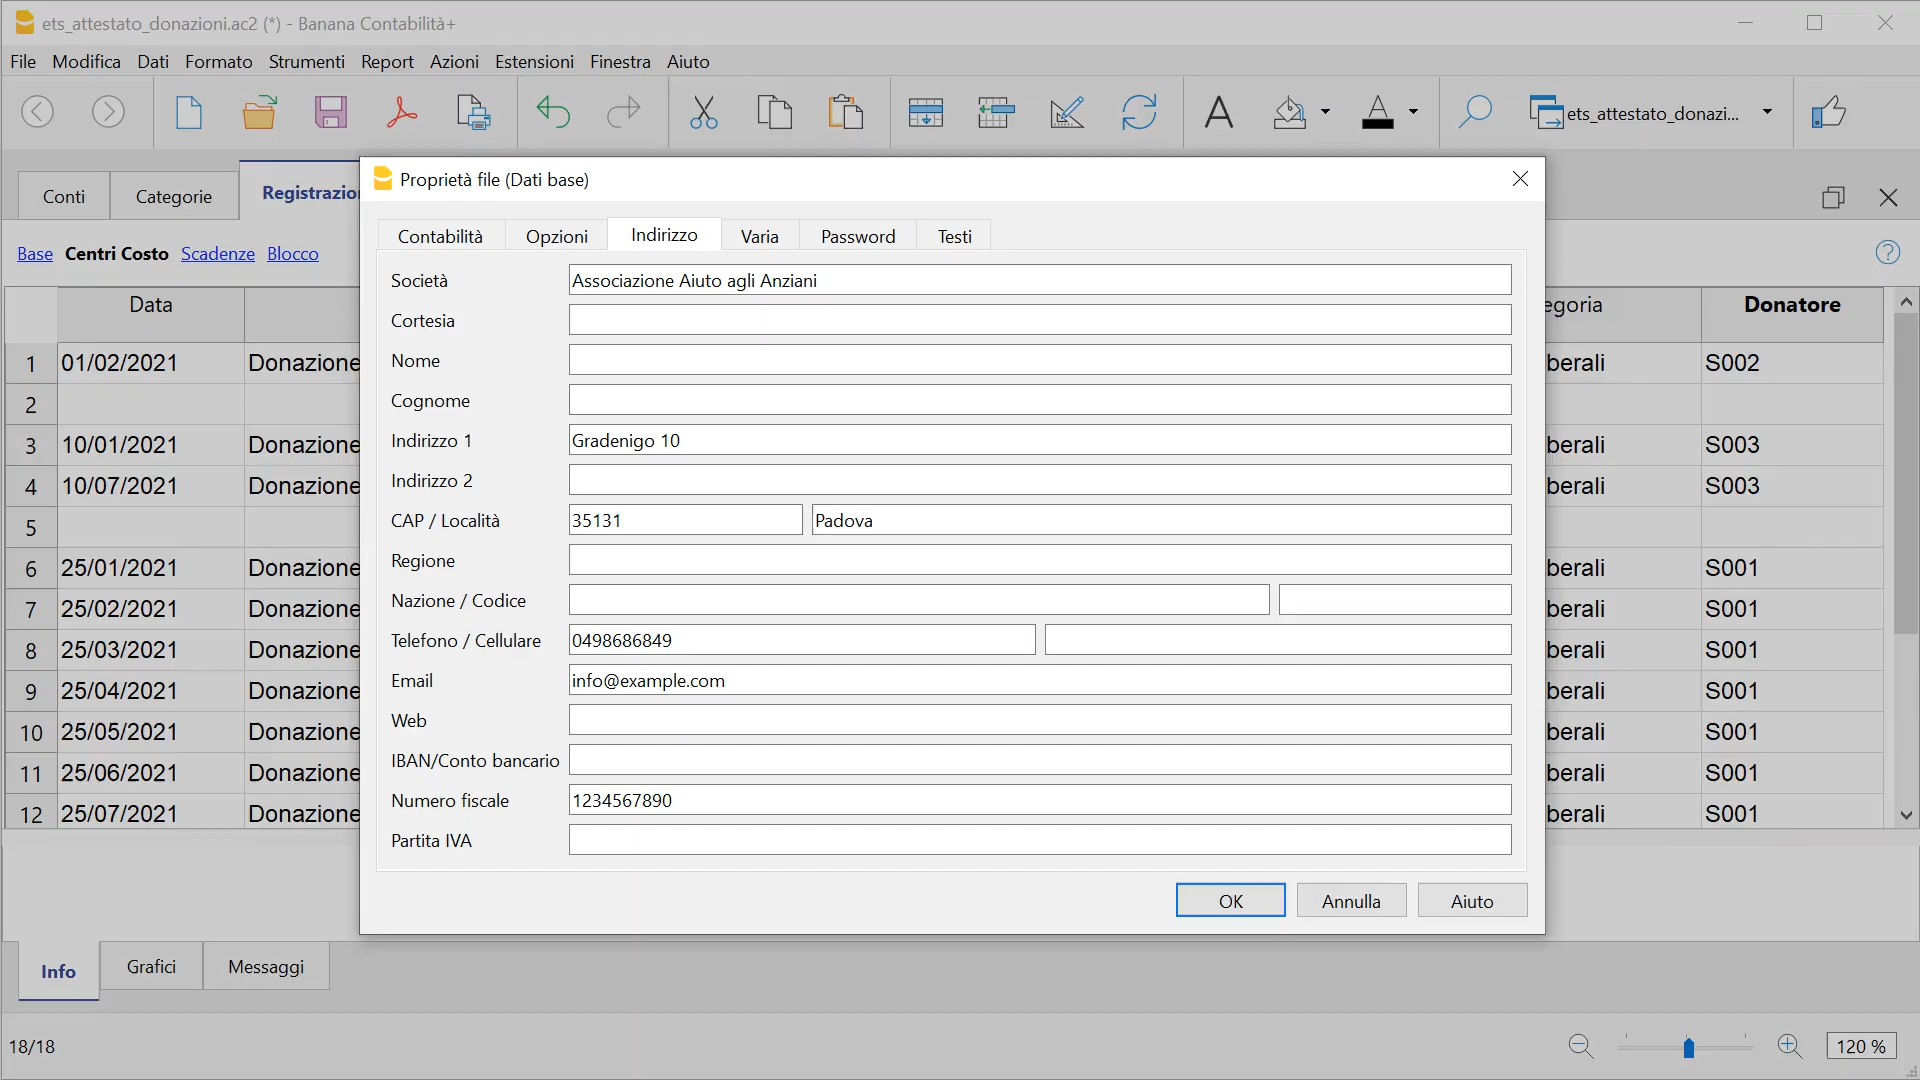 ets_attestato_donazioni.ac2 (*) - Banana Contabilità+
File Modifica Dati Formato Strumenti Report Azioni Estensioni Finestra Aiuto
ets_attestato_donazi...
Conti Categorie Registrazio
Base Centri Costo Scadenze Blocco
Data egoria Donatore
1 01/02/2021 Donazione berali S002
2
3 10/01/2021 Donazione berali S003
4 10/07/2021 Donazione berali S003
5
6 25/01/2021 Donazione berali S001
7 25/02/2021 Donazione berali S001
8 25/03/2021 Donazione berali S001
9 25/04/2021 Donazione berali S001
10 25/05/2021 Donazione berali S001
11 25/06/2021 Donazione berali S001
12 25/07/2021 Donazione berali S001
Proprietà file (Dati base)
Contabilità Opzioni Indirizzo Varia Password Testi
Società Associazione Aiuto agli Anziani
Cortesia
Nome
Cognome
Indirizzo 1 Gradenigo 10
Indirizzo 2
CAP / Località 35131 Padova
Regione
Nazione / Codice
Telefono / Cellulare 0498686849
Email info@example.com
Web
IBAN/Conto bancario
Numero fiscale 1234567890
Partita IVA
OK Annulla Aiuto
Info Grafici Messaggi
18/18 120 %